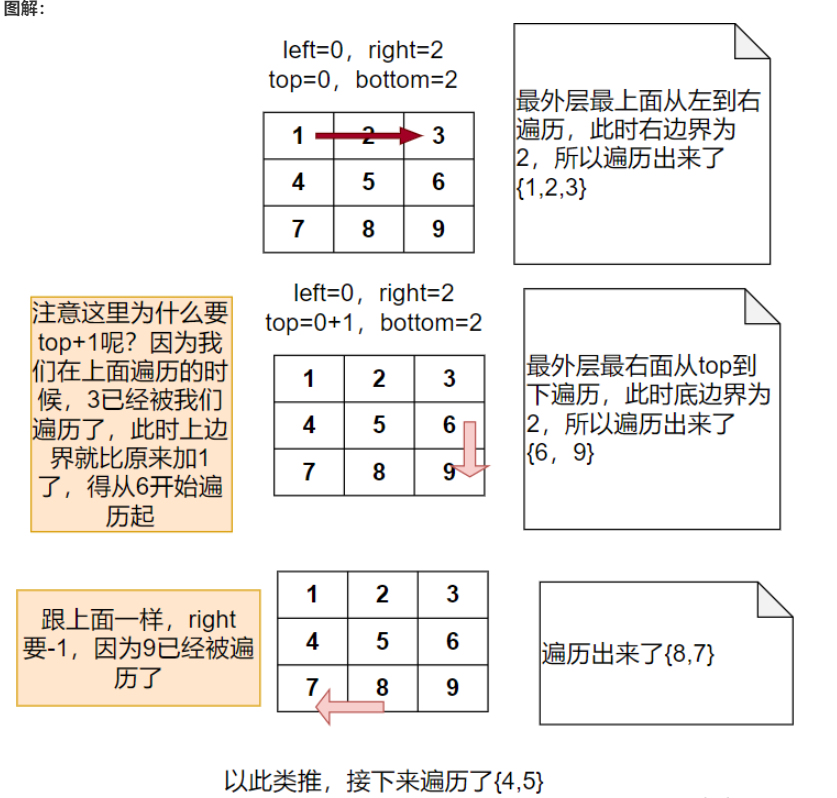 图解：
left=0，right=2
top=0，bottom=2
1 2 3
4 5 6
7 8 9
最外层最上面从左到右
遍历，此时右边界为
2，所以遍历出来了
{1,2,3}
注意这里为什么要
top+1呢？因为我
们在上面遍历的时
候，3已经被我们
遍历了，此时上边
界就比原来加1
了，得从6开始遍
历起
left=0，right=2
top=0+1，bottom=2
1 2 3
4 5 6
7 8 9
最外层最右面从top到
下遍历，此时底边界为
2，所以遍历出来了
{6，9}
跟上面一样，right
要-1，因为9已经被遍
历了
1 2 3
4 5 6
7 8 9
遍历出来了{8,7}
以此类推，接下来遍历了{4,5}